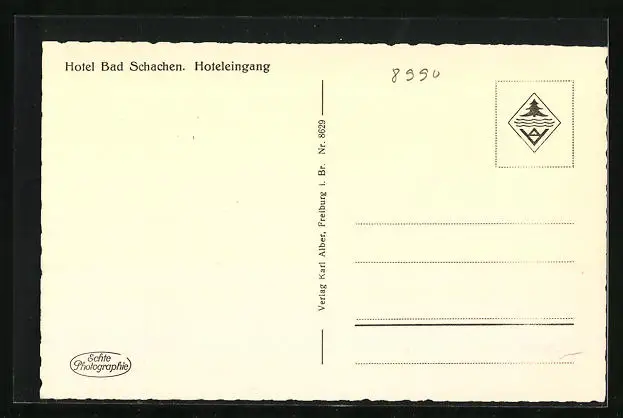 Hotel Bad Schachen. Hoteleingang
8990
Verlag Karl Alber, Freiburg i. Br. Nr. 8629
Echte
Photographie